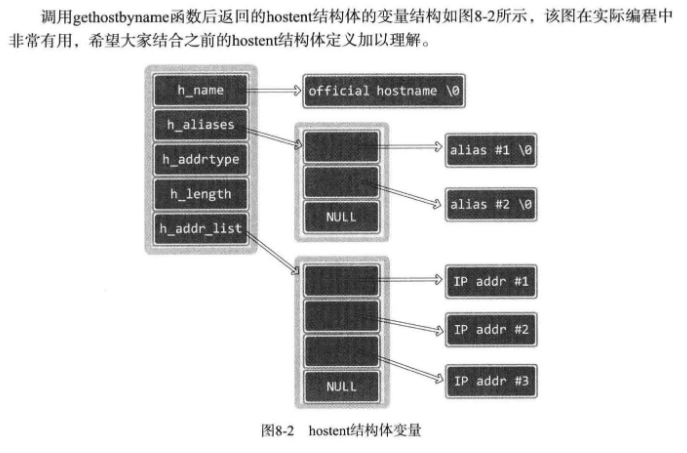 调用gethostbyname函数后返回的hostent结构体的变量结构如图8-2所示，该图在实际编程中
非常有用，希望大家结合之前的hostent结构体定义加以理解。
h_name
official hostname \0
h_aliases
h_addrtype
h_length
h_addr_list
alias #1 \0
alias #2 \0
NULL
IP addr #1
IP addr #2
IP addr #3
NULL
图8-2 hostent结构体变量